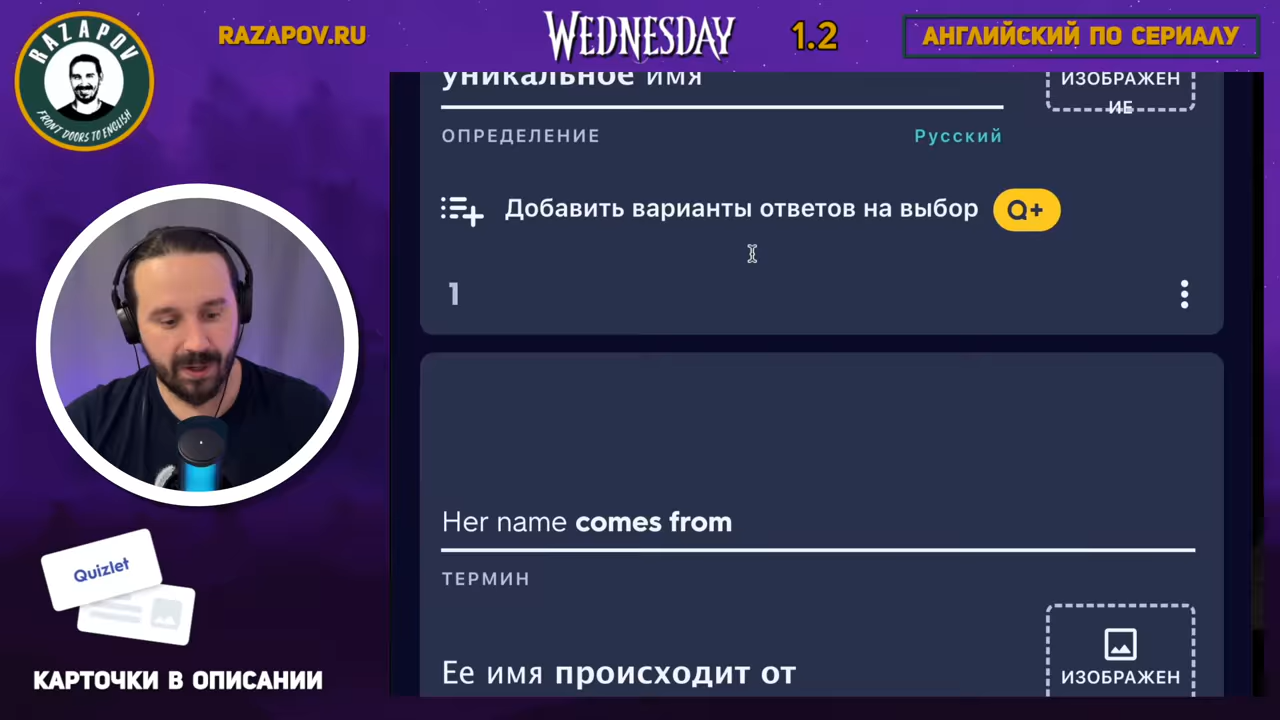 RAZAPOV
FRONT DOORS TO ENGLISH
RAZAPOV.RU
WEDNESDAY
1.2
АНГЛИЙСКИЙ ПО СЕРИАЛУ
уникальное имя
ИЗОБРАЖЕН
ИЕ
ОПРЕДЕЛЕНИЕ
Русский
Добавить варианты ответов на выбор
Q+
1
Her name comes from
ТЕРМИН
Ее имя происходит от
ИЗОБРАЖЕН
Quizlet
КАРТОЧКИ В ОПИСАНИИ